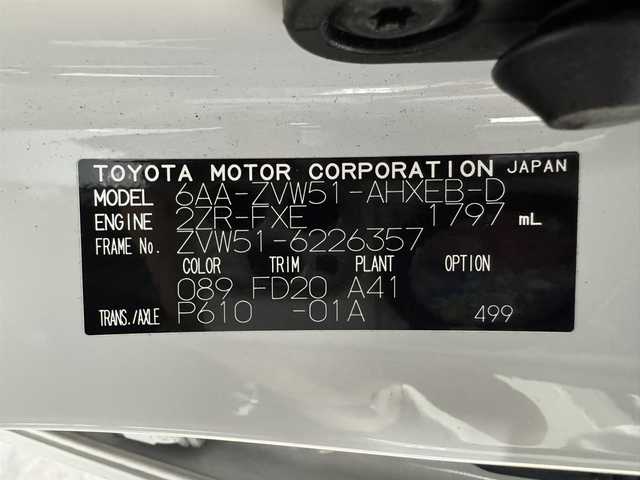 TOYOTA MOTOR CORPORATION JAPAN
MODEL 6AA-ZVW51-AHXEB-D
ENGINE 2ZR-FXE 1797 mL
FRAME No. ZVW51-6226357
COLOR TRIM PLANT OPTION
089 FD20 A41
TRANS./AXLE P610 -01A 499